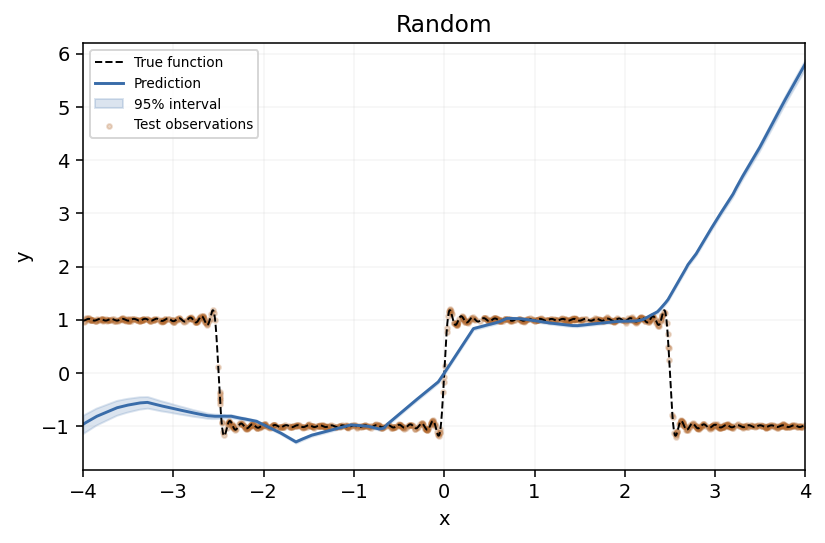 Random
True function
Prediction
95% interval
Test observations
y
6
5
4
3
2
1
0
−1
−4 −3 −2 −1 0 1 2 3 4
x